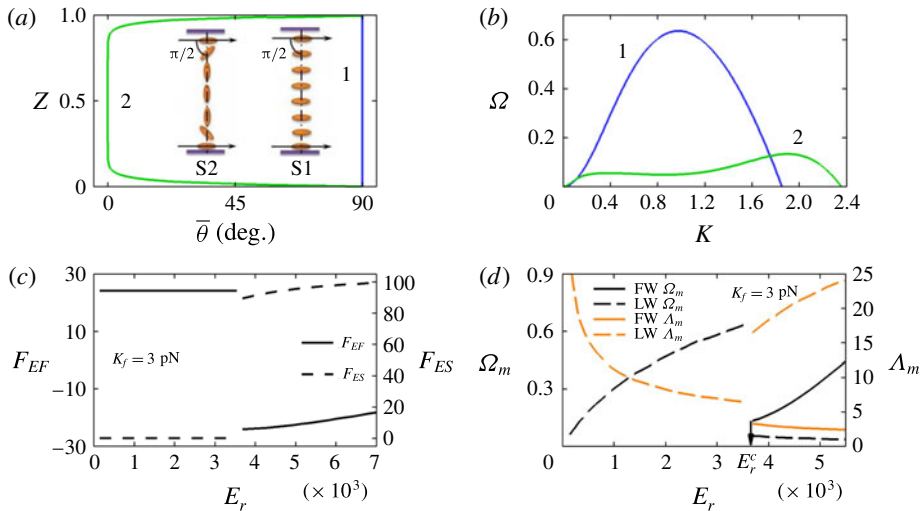 (a)
1.0
0.5
0
Z
2
1
π/2
π/2
S2
S1
0
45
90
θ̄ (deg.)
(b)
0.6
0.4
0.2
Ω
1
2
0
0.4
0.8
1.2
1.6
2.0
2.4
K
(c)
30
10
−10
−30
F_EF
K_f = 3 pN
F_EF
F_ES
100
80
60
40
20
0
F_ES
0
1
2
3
4
5
6
7
E_r
(× 10³)
(d)
0.9
0.6
0.3
Ω_m
FW Ω_m
LW Ω_m
FW Λ_m
LW Λ_m
K_f = 3 pN
25
20
15
10
5
0
Λ_m
0
1
2
3
E_r^c
4
5
E_r
(× 10³)